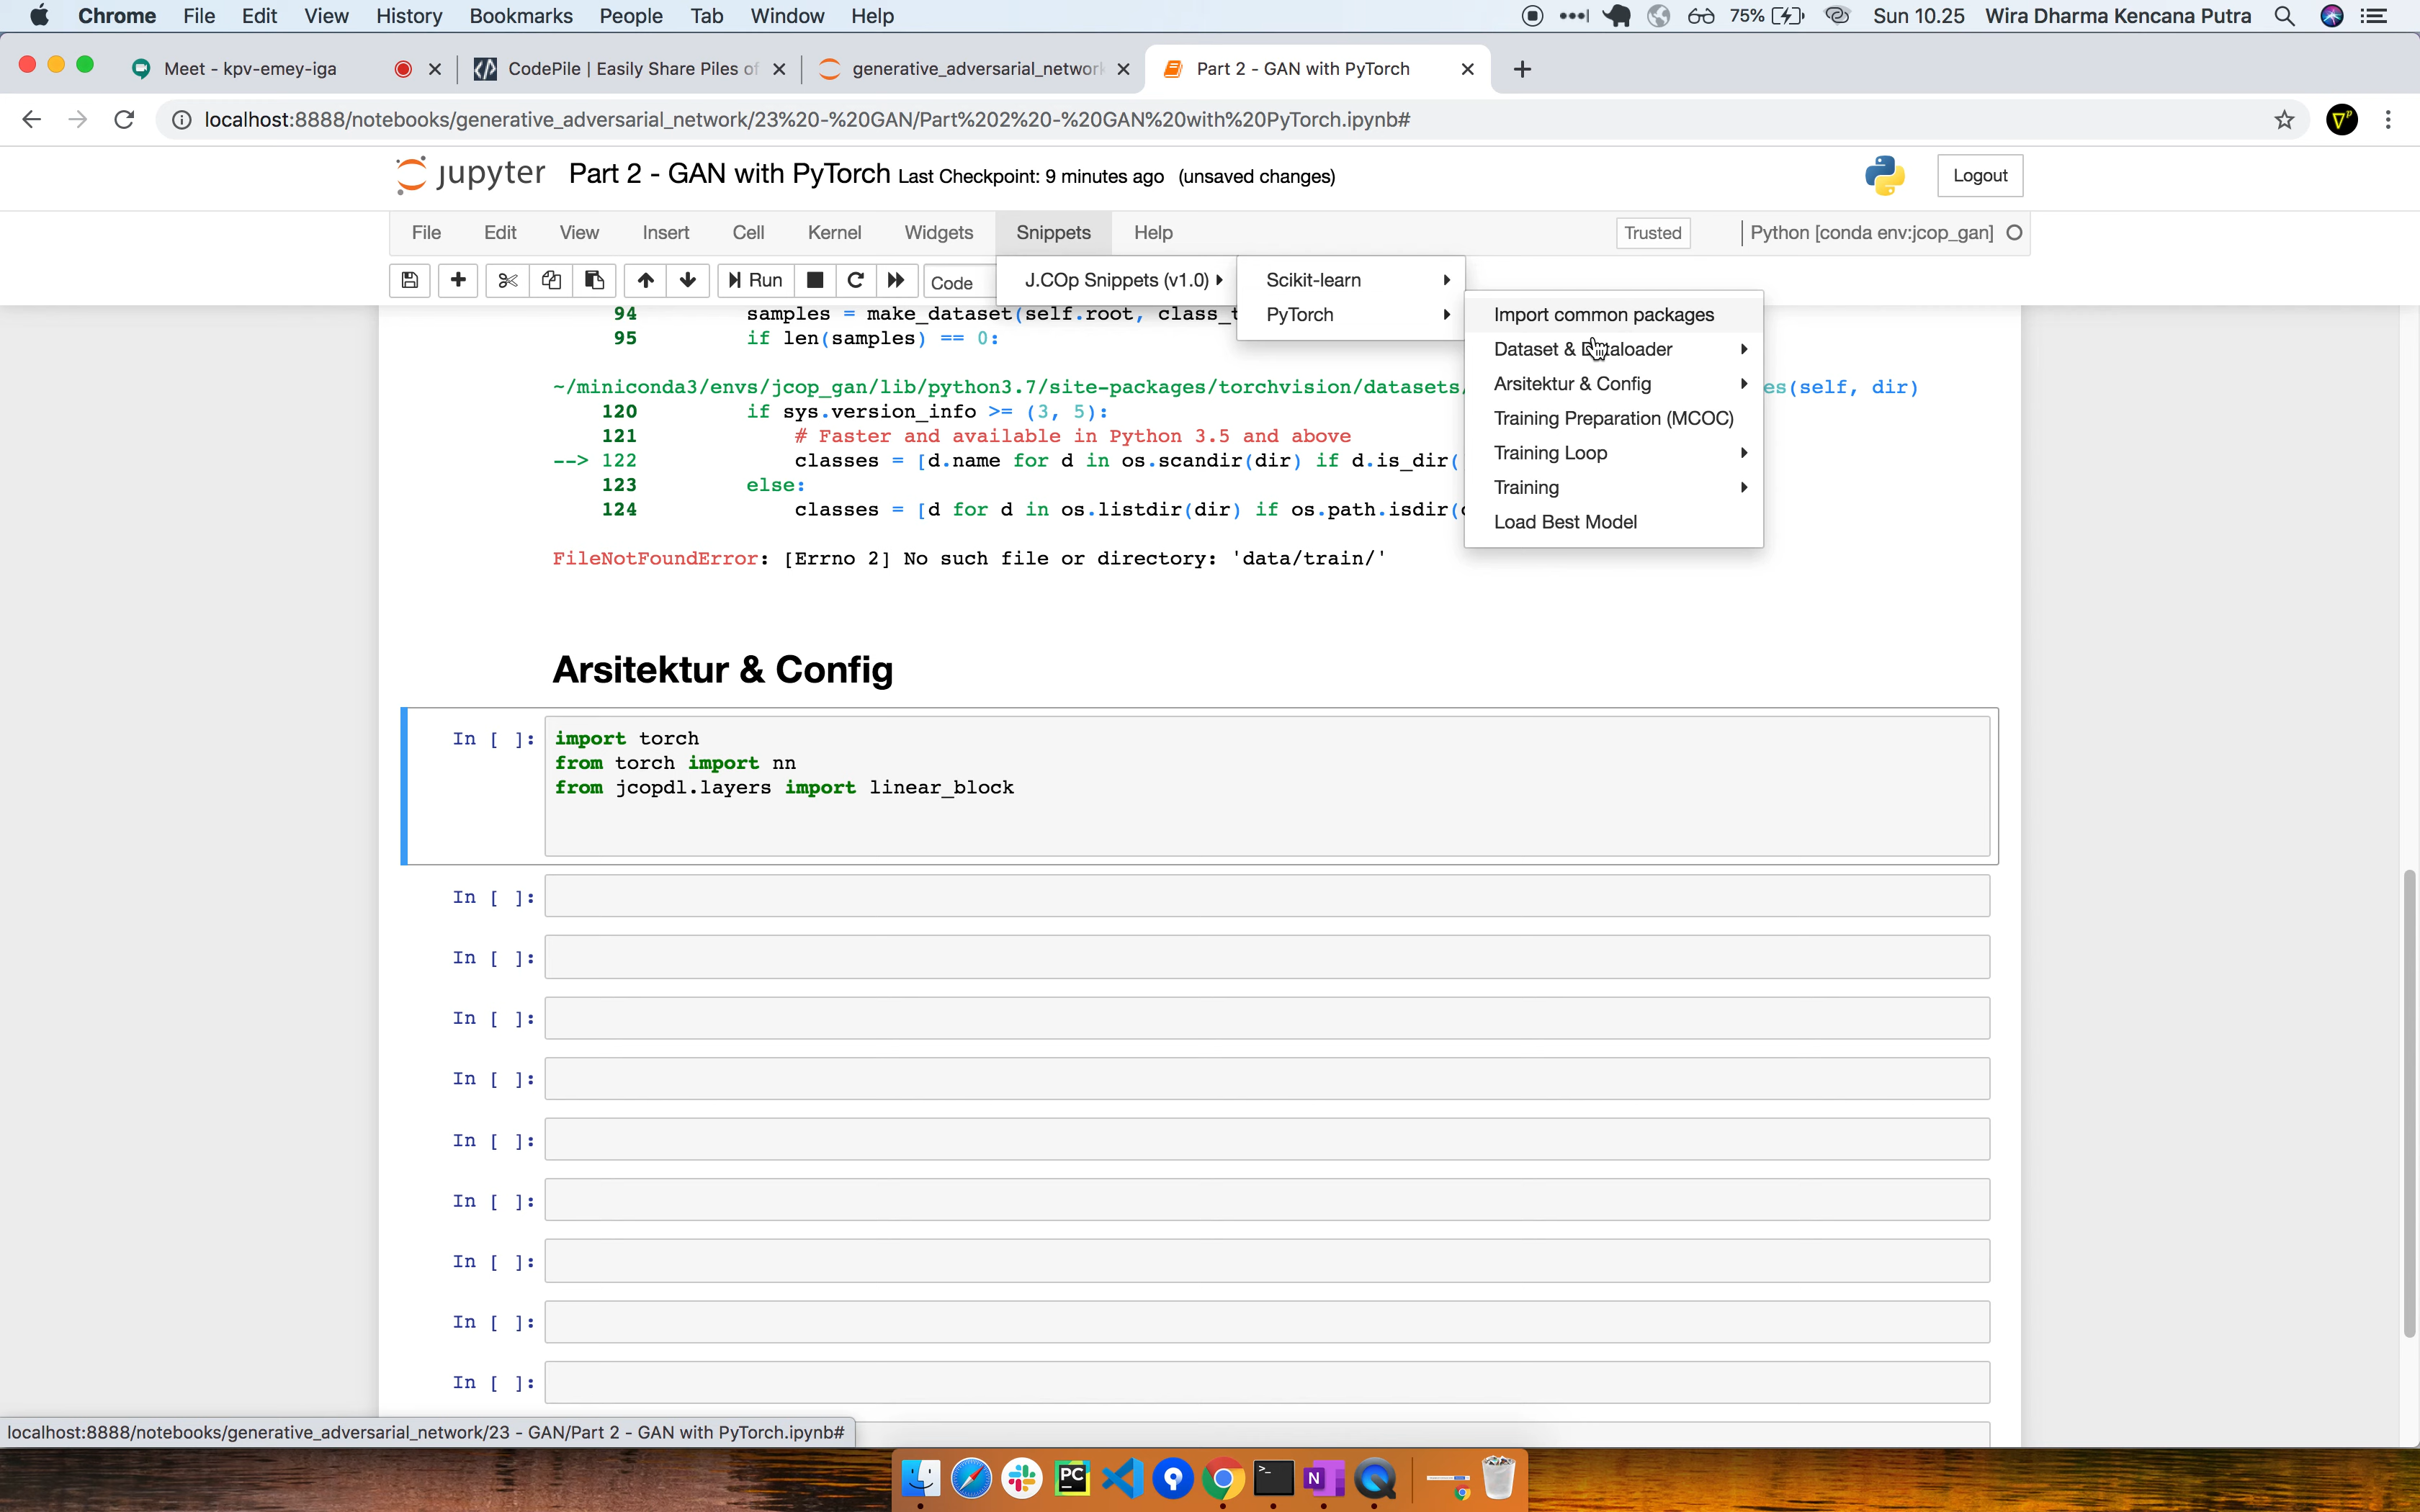 Chrome File Edit View History Bookmarks People Tab Window Help 75% Sun 10.25 Wira Dharma Kencana Putra
Meet - kpv-emey-iga CodePile | Easily Share Piles of generative_adversarial_network Part 2 - GAN with PyTorch
localhost:8888/notebooks/generative_adversarial_network/23%20-%20GAN/Part%202%20-%20GAN%20with%20PyTorch.ipynb#
jupyter Part 2 - GAN with PyTorch Last Checkpoint: 9 minutes ago (unsaved changes) Logout
File Edit View Insert Cell Kernel Widgets Snippets Help Trusted Python [conda env:jcop_gan]
Run Code J.COp Snippets (v1.0) Scikit-learn
PyTorch
Import common packages
Dataset & Dataloader
Arsitektur & Config
Training Preparation (MCOC)
Training Loop
Training
Load Best Model
94 samples = make_dataset(self.root, class_t
95 if len(samples) == 0:
~/miniconda3/envs/jcop_gan/lib/python3.7/site-packages/torchvision/datasets/ es(self, dir)
120 if sys.version_info >= (3, 5):
121 # Faster and available in Python 3.5 and above
--> 122 classes = [d.name for d in os.scandir(dir) if d.is_dir(
123 else:
124 classes = [d for d in os.listdir(dir) if os.path.isdir(
FileNotFoundError: [Errno 2] No such file or directory: 'data/train/'
Arsitektur & Config
In [ ]: import torch
from torch import nn
from jcopdl.layers import linear_block
In [ ]:
In [ ]:
In [ ]:
In [ ]:
In [ ]:
In [ ]:
In [ ]:
In [ ]:
In [ ]:
localhost:8888/notebooks/generative_adversarial_network/23 - GAN/Part 2 - GAN with PyTorch.ipynb#
PC
N